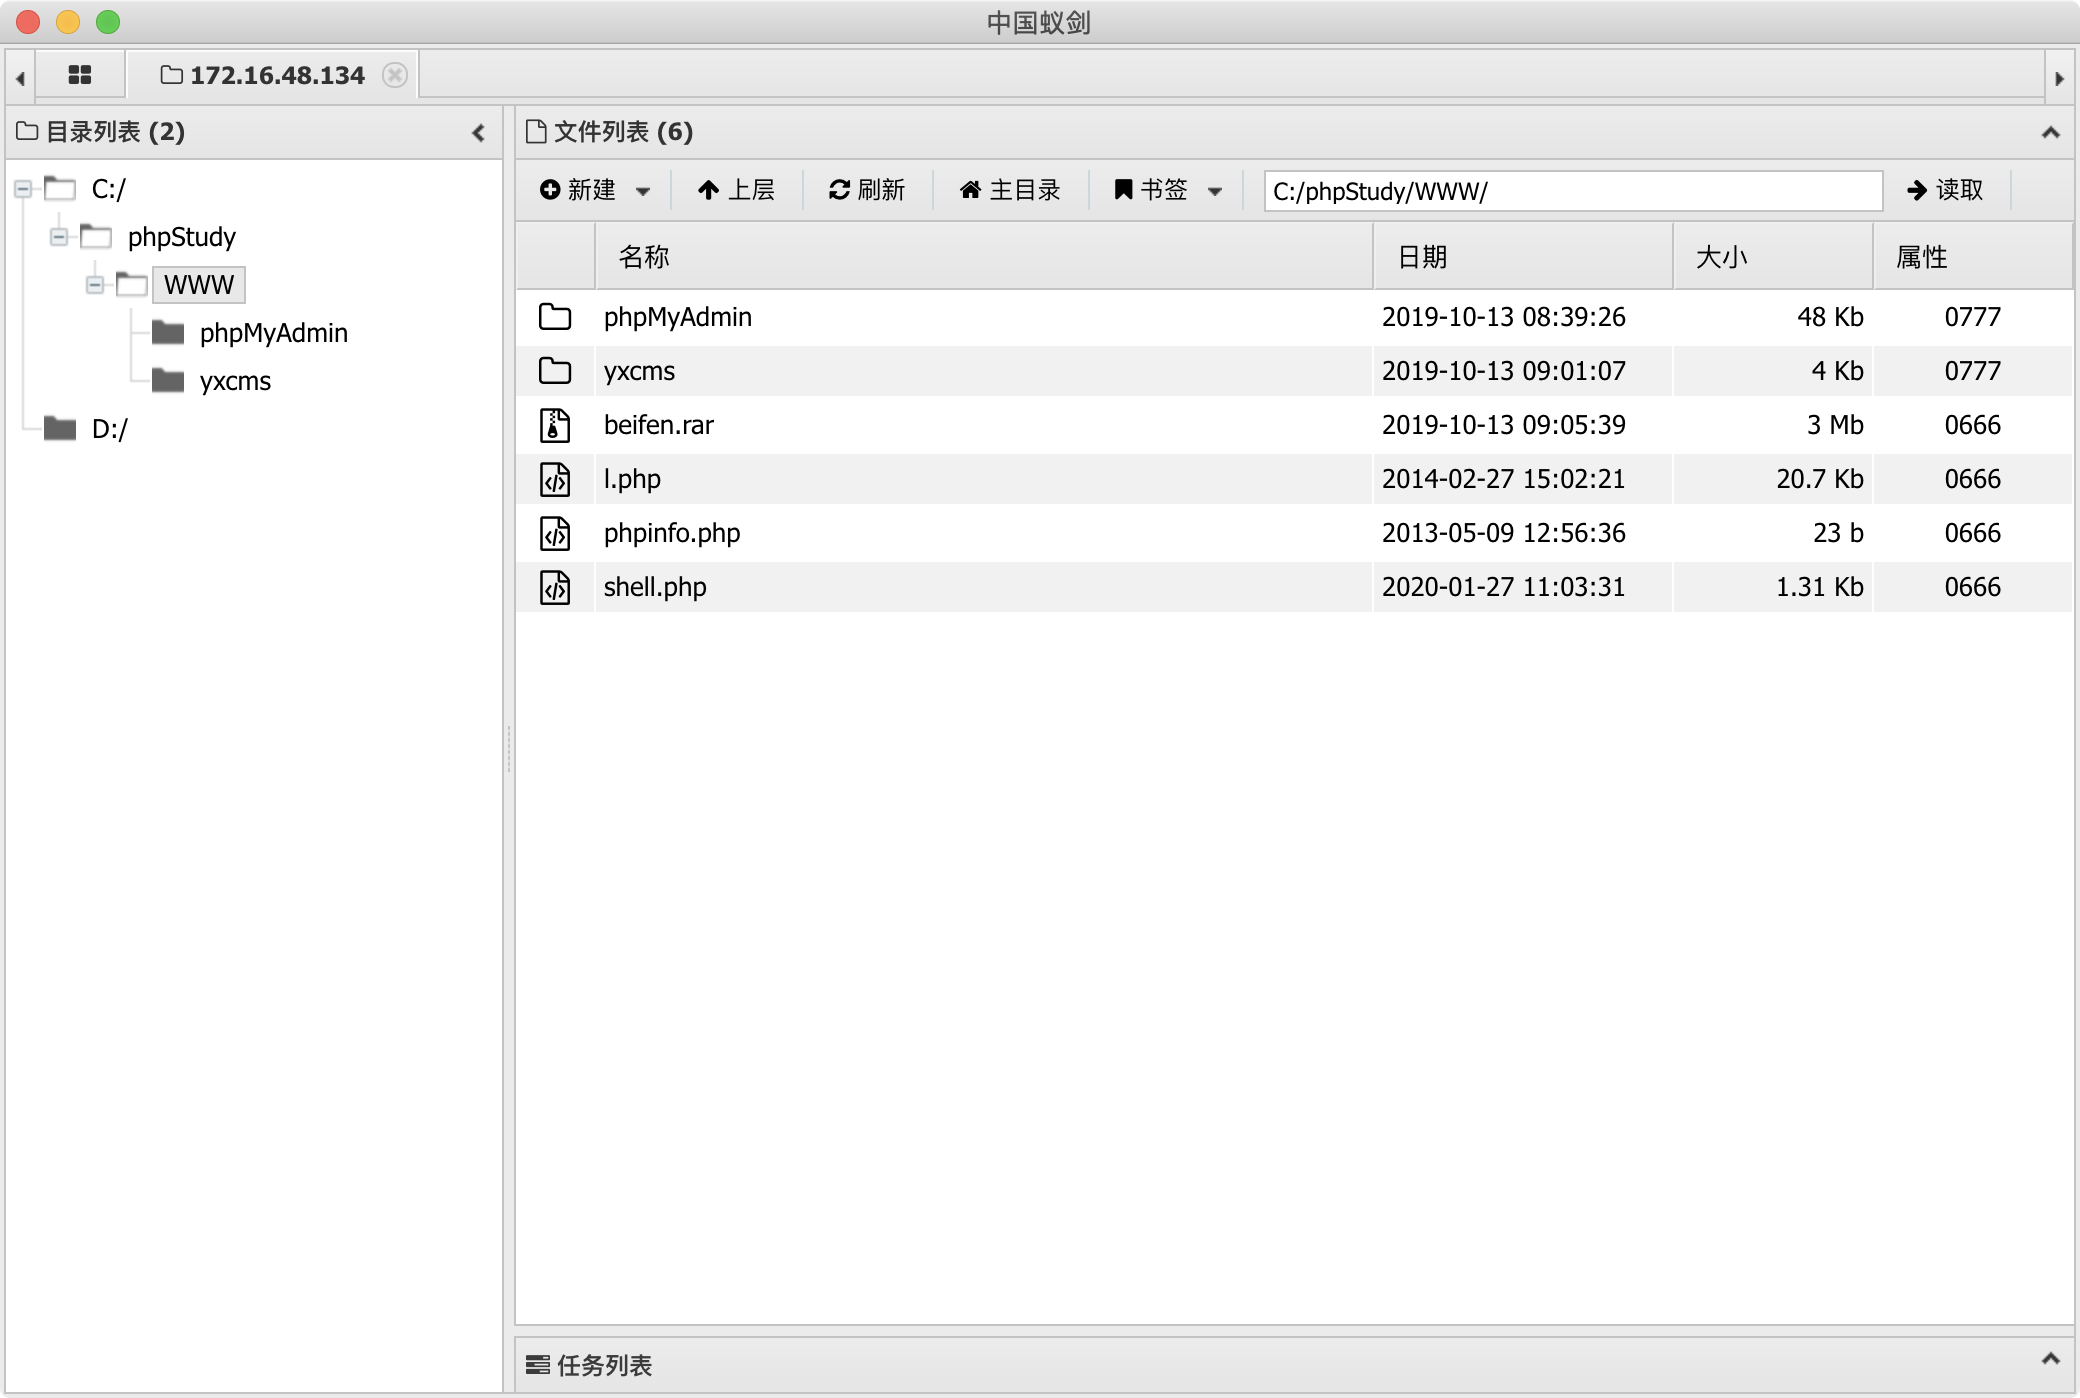 中国蚁剑
172.16.48.134
目录列表 (2)
C:/
phpStudy
WWW
phpMyAdmin
yxcms
D:/
文件列表 (6)
新建 上层 刷新 主目录 书签 C:/phpStudy/WWW/ 读取
名称 日期 大小 属性
phpMyAdmin 2019-10-13 08:39:26 48 Kb 0777
yxcms 2019-10-13 09:01:07 4 Kb 0777
beifen.rar 2019-10-13 09:05:39 3 Mb 0666
l.php 2014-02-27 15:02:21 20.7 Kb 0666
phpinfo.php 2013-05-09 12:56:36 23 b 0666
shell.php 2020-01-27 11:03:31 1.31 Kb 0666
任务列表